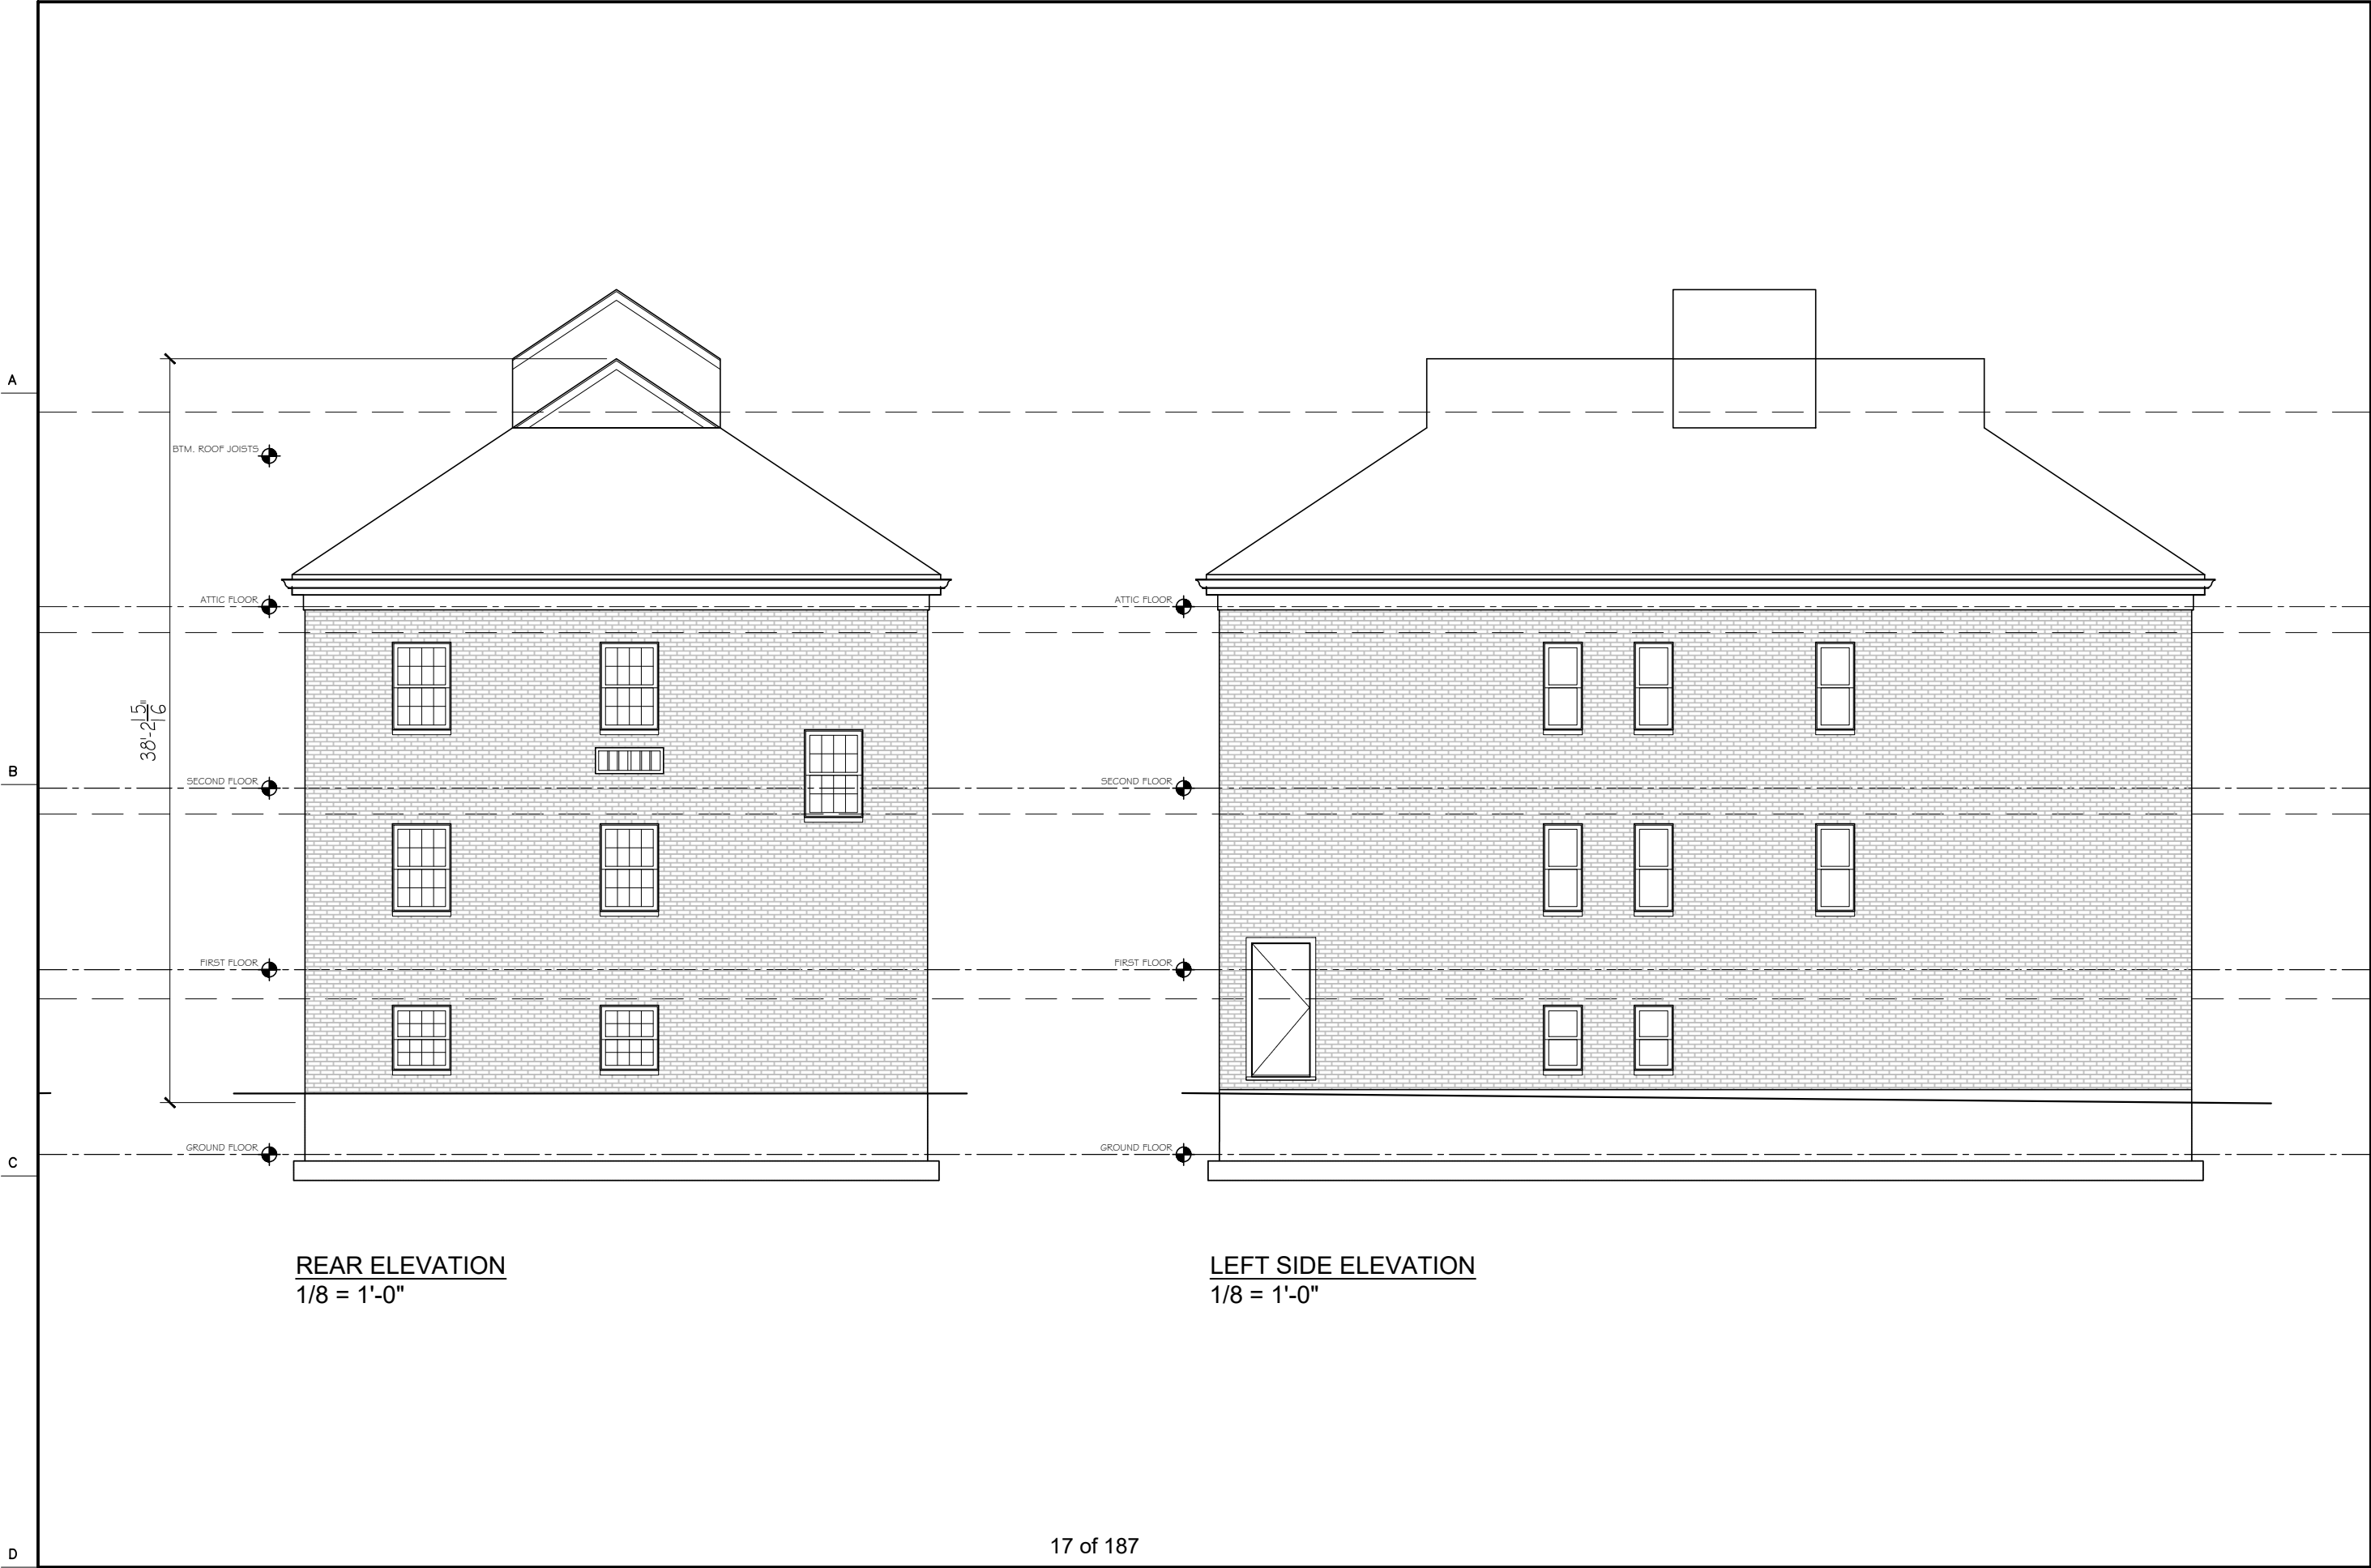 A
BTM. ROOF JOISTS
ATTIC FLOOR
ATTIC FLOOR
38'-2 5/16"
B
SECOND FLOOR
SECOND FLOOR
FIRST FLOOR
FIRST FLOOR
GROUND FLOOR
GROUND FLOOR
C
REAR ELEVATION
1/8 = 1'-0"
LEFT SIDE ELEVATION
1/8 = 1'-0"
17 of 187
D